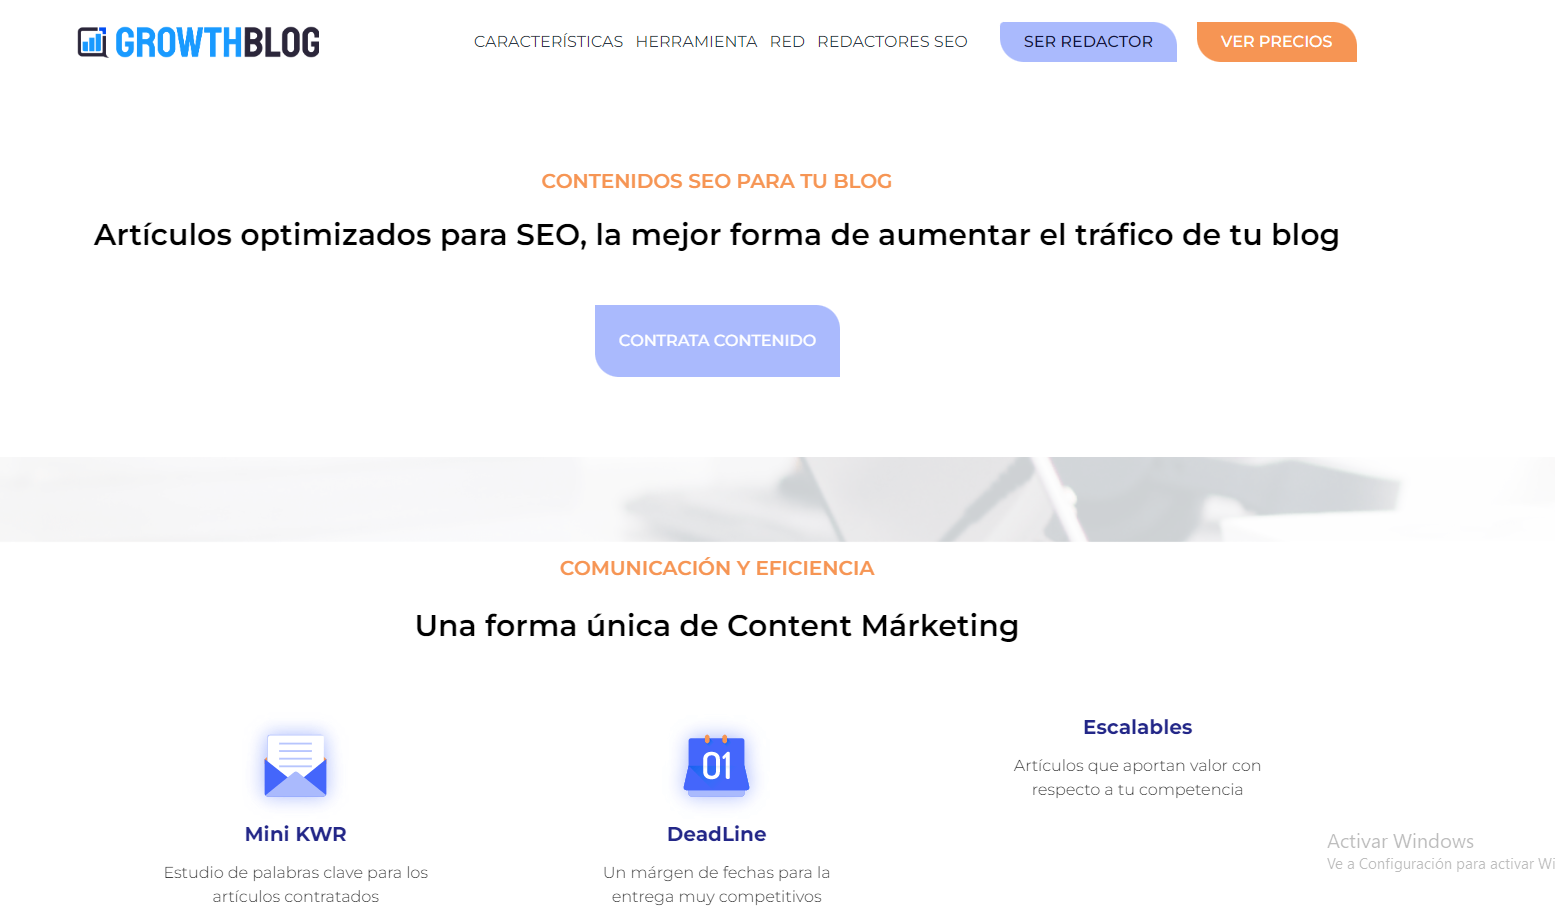 GROWTHBLOG
CARACTERÍSTICAS HERRAMIENTA RED REDACTORES SEO SER REDACTOR VER PRECIOS
CONTENIDOS SEO PARA TU BLOG
Artículos optimizados para SEO, la mejor forma de aumentar el tráfico de tu blog
CONTRATA CONTENIDO
COMUNICACIÓN Y EFICIENCIA
Una forma única de Content Márketing
01
Mini KWR
Estudio de palabras clave para los
artículos contratados
DeadLine
Un márgen de fechas para la
entrega muy competitivos
Escalables
Artículos que aportan valor con
respecto a tu competencia
Activar Windows
Ve a Configuración para activar Wi